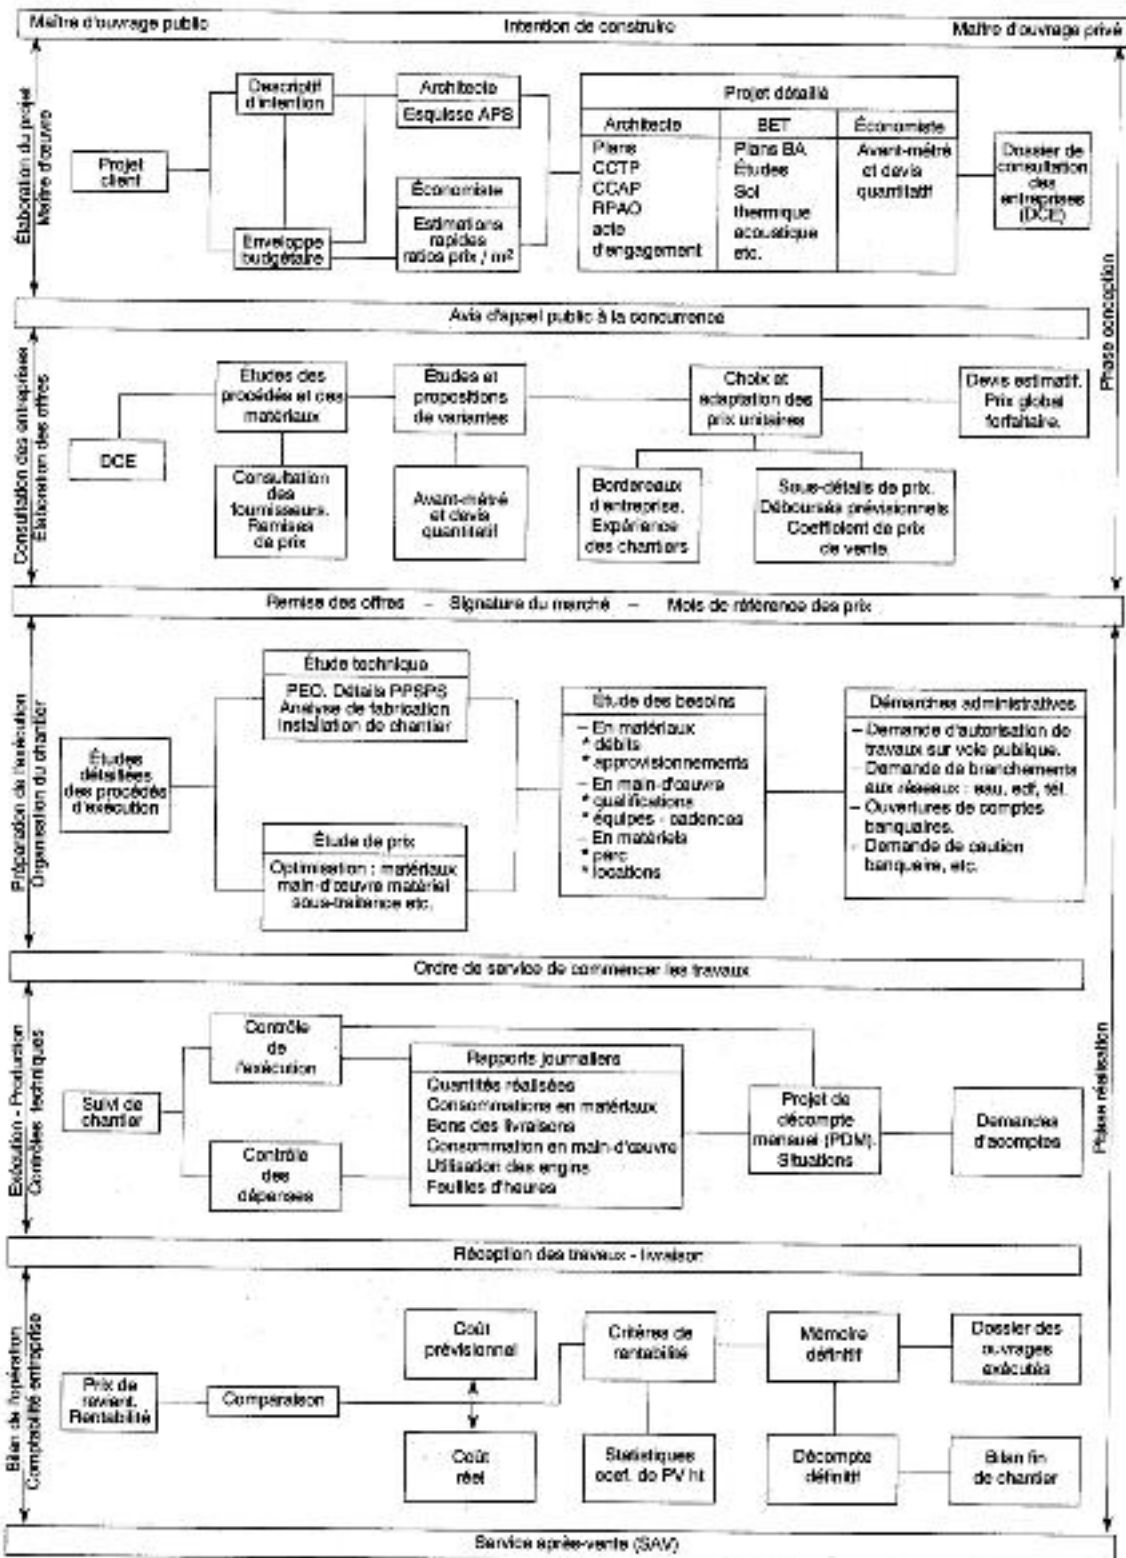 Maître d'ouvrage public
Intention de construire
Maître d'ouvrage privé
Élaboration du projet
Maître d'œuvre
Projet
client
Descriptif
d'intention
Enveloppe
budgétaire
Architecte
Esquisse APS
Économiste
Estimations
rapides
ratios prix / m²
Projet détaillé
Architecte
Plans
CCTP
CCAP
RPAO
acte
d'engagement
BET
Plans BA
Études
Sol
thermique
acoustique
etc.
Économiste
Avant-métré
et devis
quantitatif
Dossier de
consultation
des
entreprises
(DCE)
Phase conception
Avis d'appel public à la concurrence
Consultation des entreprises
Élaboration des offres
DCE
Études des
procédés et des
matériaux
Consultation
des
fournisseurs.
Remises
de prix
Études et
propositions
de variantes
Avant-métré
et devis
quantitatif
Choix et
adaptation des
prix unitaires
Bordereaux
d'entreprise.
Expérience
des chantiers
Sous-détails de prix.
Déboursés prévisionnels
Coefficient de prix
de vente.
Devis estimatif.
Prix global
forfaitaire.
Remise des offres – Signature du marché – Mois de référence des prix
Préparation de l'exécution
Organisation du chantier
Études
détaillées
des procédés
d'exécution
Étude technique
PEO. Détails PPSPS
Analyse de fabrication
Installation de chantier
Étude de prix
Optimisation : matériaux
main-d'œuvre matériel
sous-traitence etc.
Étude des besoins
– En matériaux
* débits
* approvisionnements
– En main-d'œuvre
* qualifications
* équipes - cadences
– En matériels
* parc
* locations
Démarches administratives
– Demande d'autorisation de
travaux sur voie publique.
– Demande de branchements
aux réseaux : eau, edf, tél.
– Ouvertures de comptes
banquaires.
– Demande de caution
banquaire, etc.
Ordre de service de commencer les travaux
Exécution - Production
Contrôles techniques
Suivi de
chantier
Contrôle
de
l'exécution
Contrôle
des
dépenses
Rapports journaliers
Quantités réalisées
Consommations en matériaux
Bons des livraisons
Consommation en main-d'œuvre
Utilisation des engins
Feuilles d'heures
Projet de
décompte
mensuel (PDM).
Situations
Demandes
d'acomptes
Phase réalisation
Réception des travaux - livraison
Bilan de l'opération
Comptabilité entreprise
Prix de
revient.
Rentabilité
Comparaison
Coût
prévisionnel
Coût
réel
Critères de
rentabilité
Statistiques
coef. de PV ht
Mémoire
définitif
Décompte
définitif
Dossier des
ouvrages
exécutés
Bilan fin
de chantier
Service après-vente (SAV)